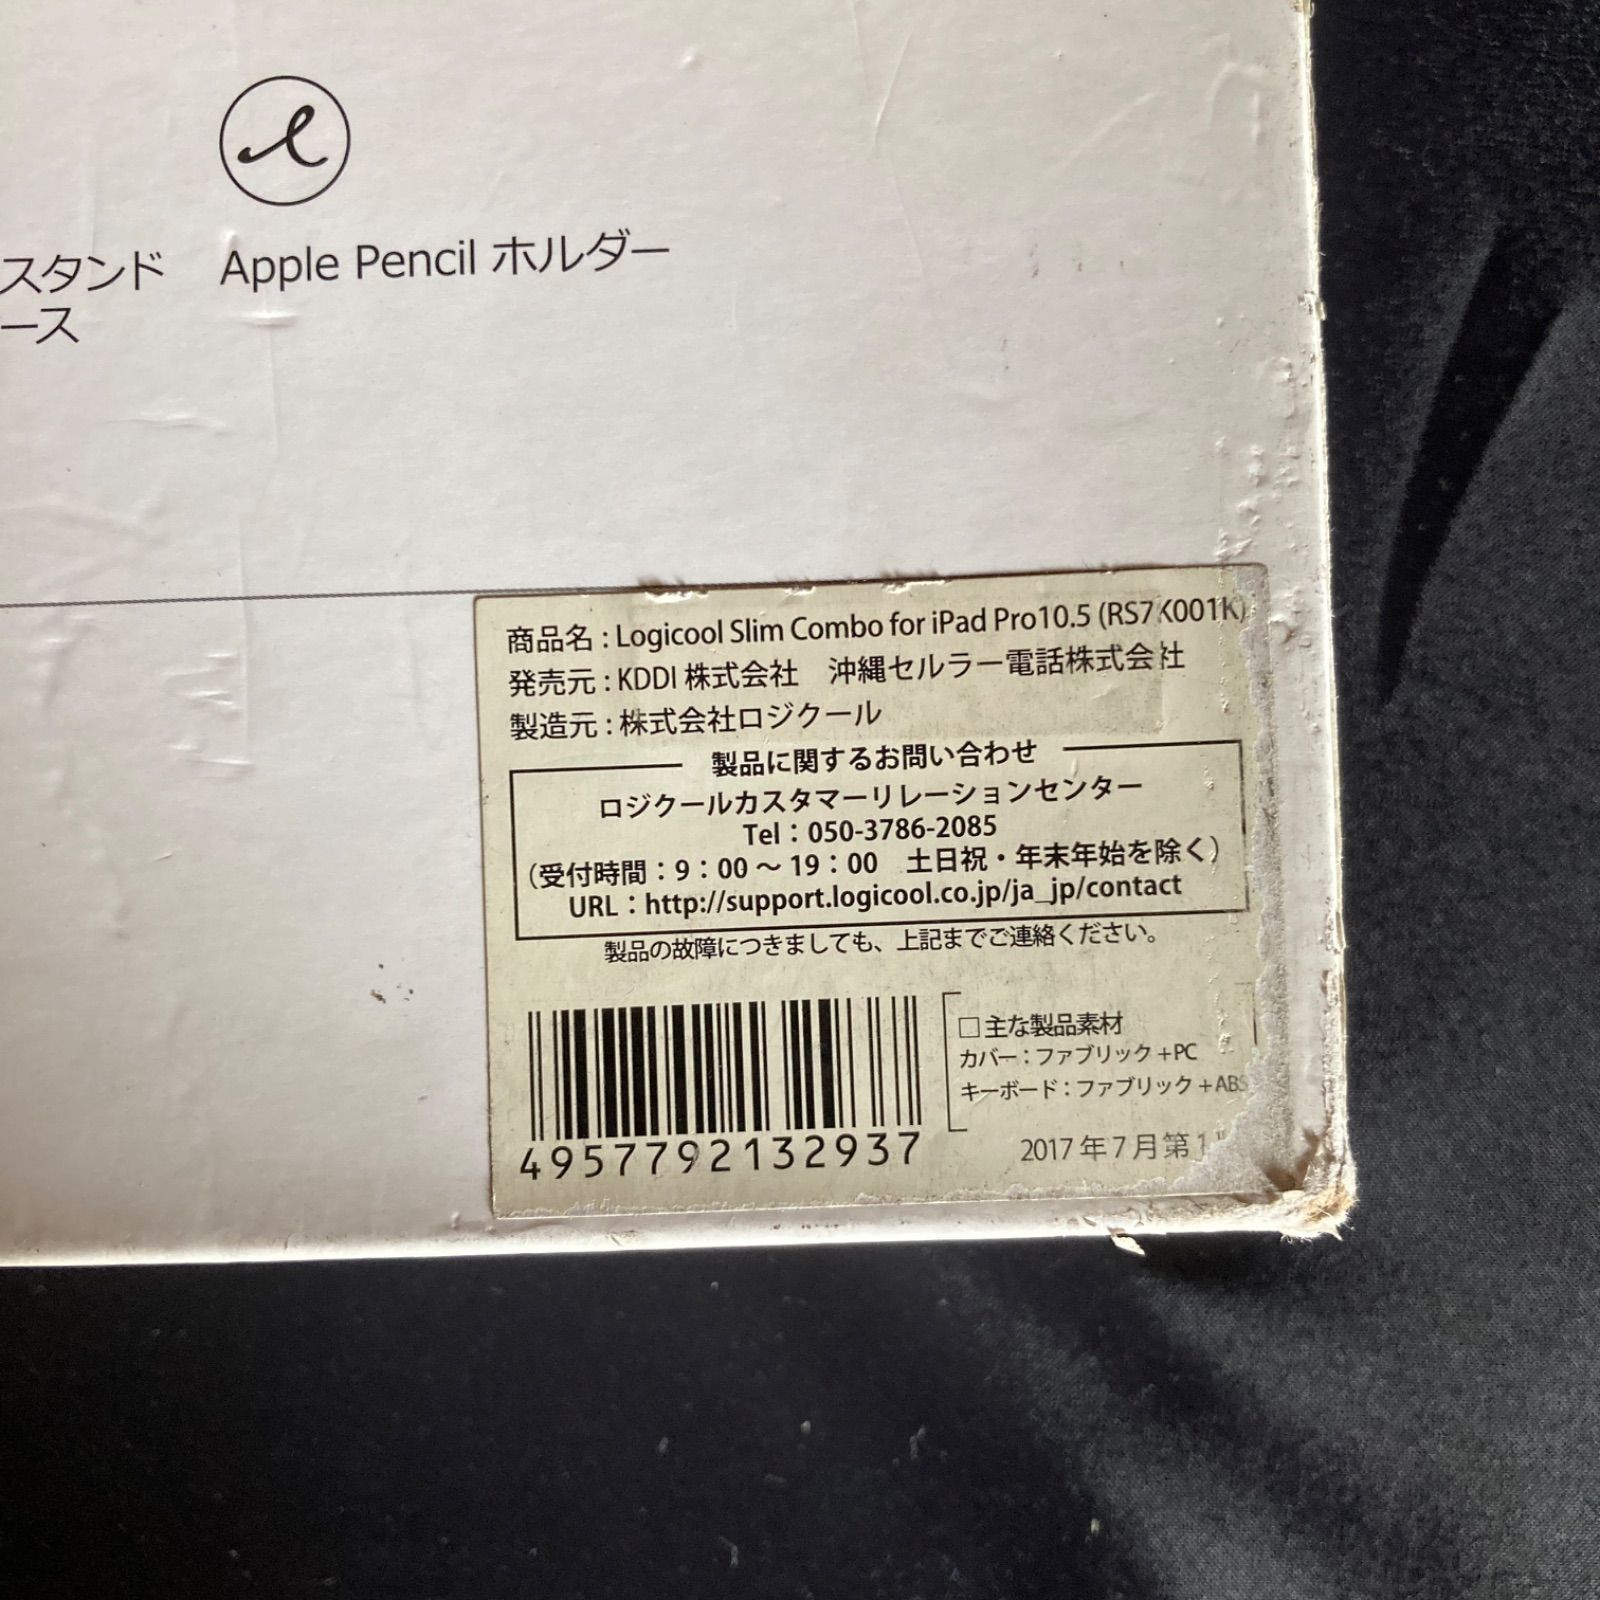 スタンド
Apple Pencil ホルダー
ース
商品名 : Logicool Slim Combo for iPad Pro10.5 (RS7K001K)
発売元 : KDDI 株式会社 沖縄セルラー電話株式会社
製造元 : 株式会社ロジクール
製品に関するお問い合わせ
ロジクールカスタマーリレーションセンター
Tel：050-3786-2085
（受付時間：9：00 ～ 19：00 土日祝・年末年始を除く）
URL：http://support.logicool.co.jp/ja_jp/contact
製品の故障につきましても、上記までご連絡ください。
□主な製品素材
カバー：ファブリック +PC
キーボード：ファブリック +ABS
4957792132937
2017 年 7 月第 1